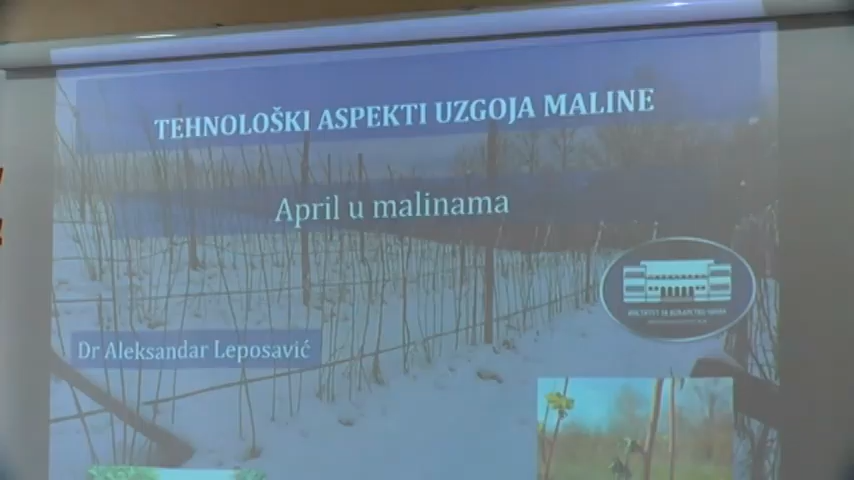 TEHNOLOŠKI ASPEKTI UZGOJA MALINE
April u malinama
Dr Aleksandar Leposavić